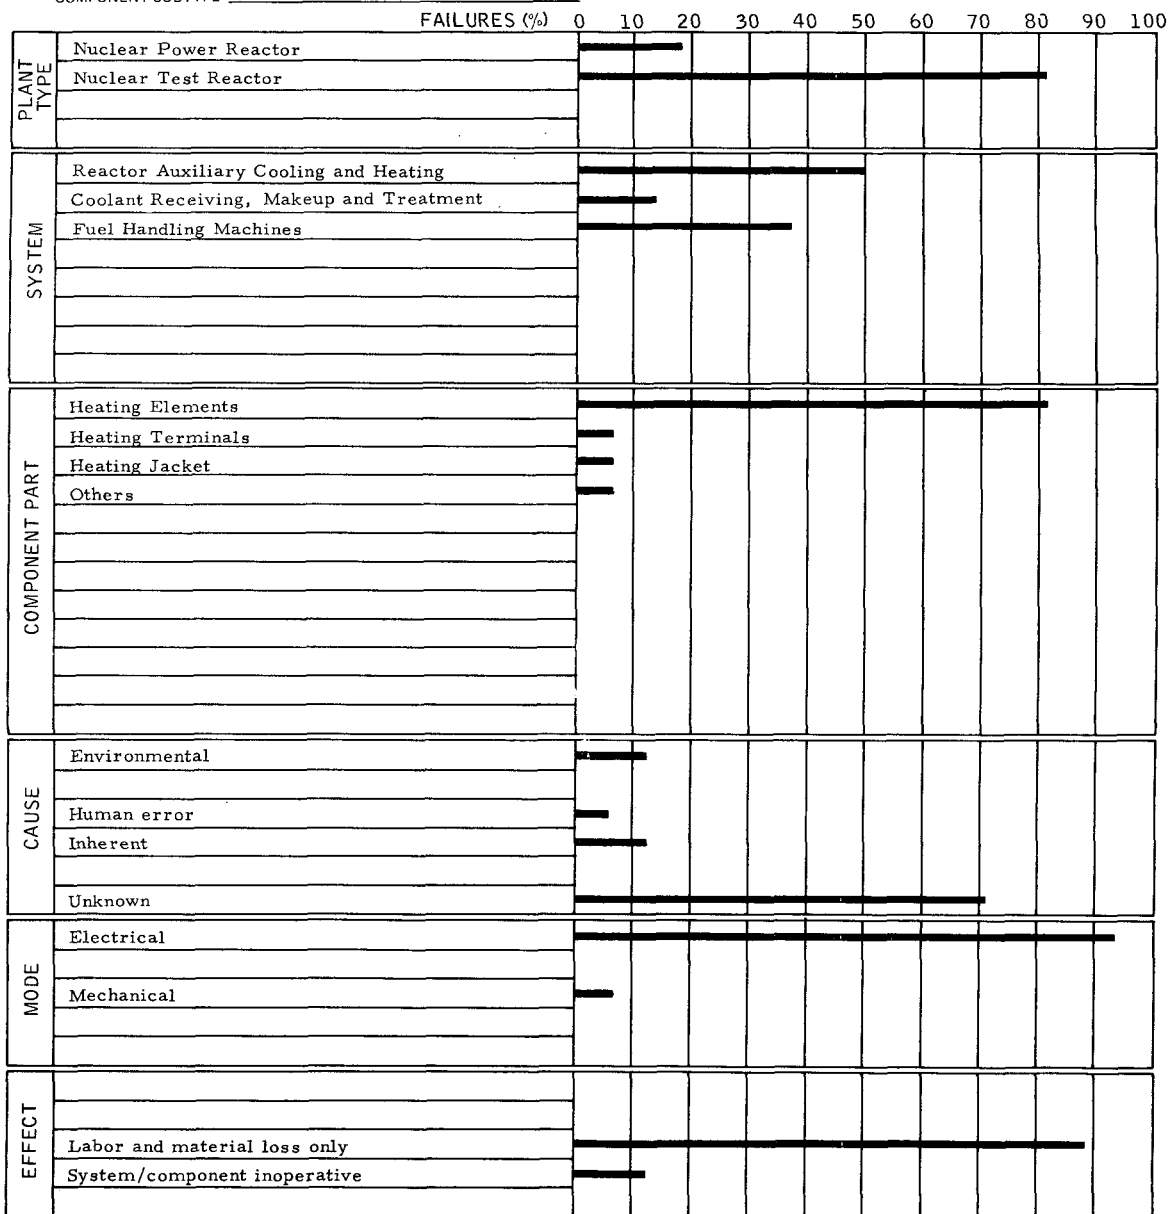 FAILURES (%) 0 10 20 30 40 50 60 70 80 90 100
PLANT TYPE
Nuclear Power Reactor
Nuclear Test Reactor
SYSTEM
Reactor Auxiliary Cooling and Heating
Coolant Receiving, Makeup and Treatment
Fuel Handling Machines
COMPONENT PART
Heating Elements
Heating Terminals
Heating Jacket
Others
CAUSE
Environmental
Human error
Inherent
Unknown
MODE
Electrical
Mechanical
EFFECT
Labor and material loss only
System/component inoperative